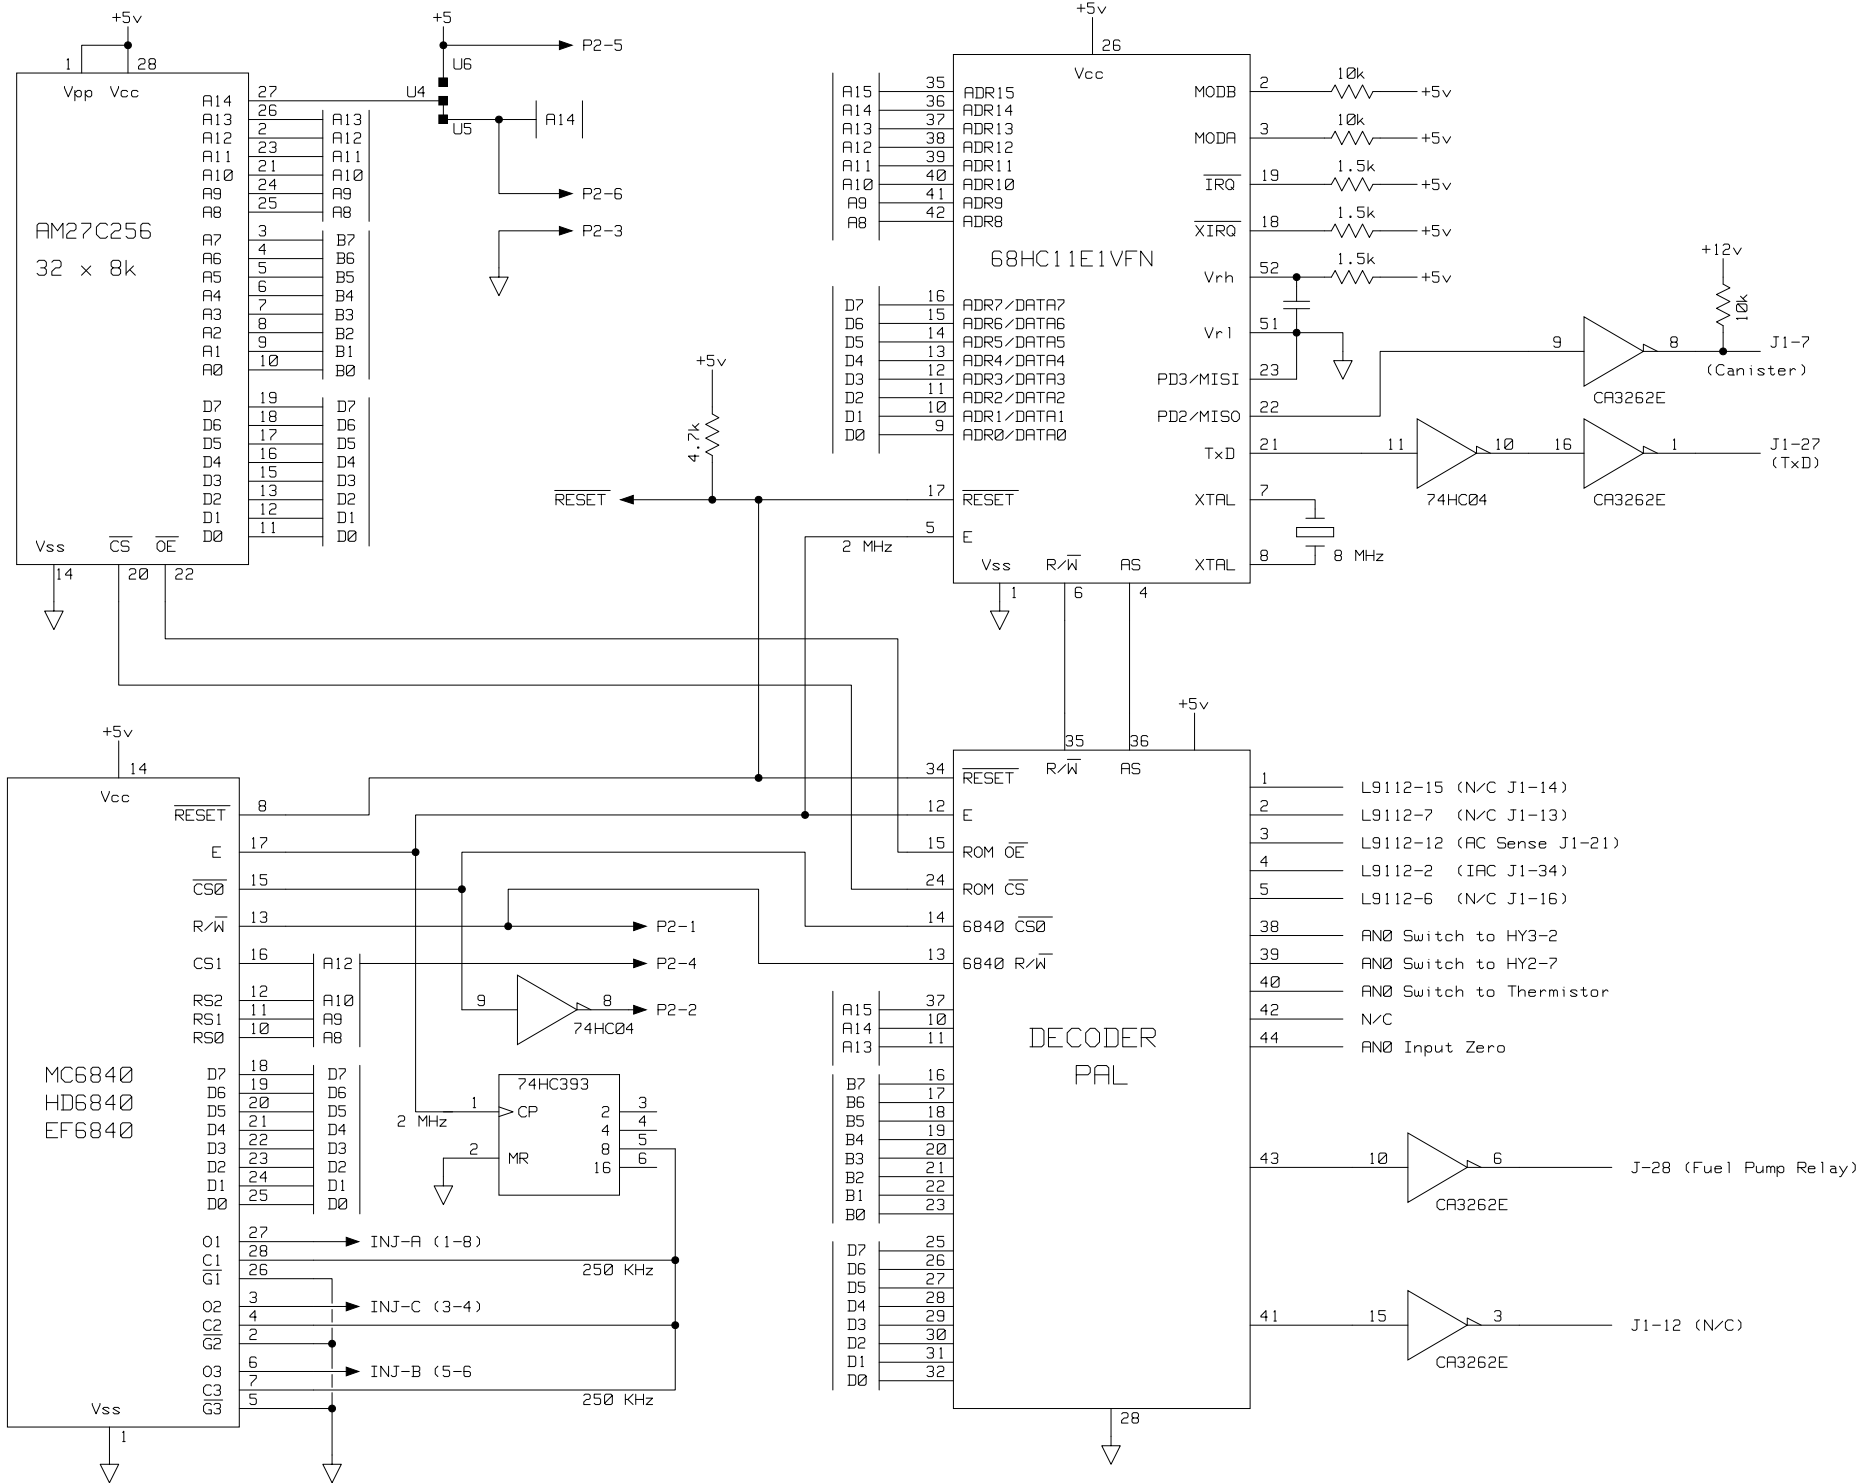 +5v
1
28
Vpp Vcc
A14 27
A13 26 A13
A12 2 A12
A11 23 A11
A10 21 A10
A9 24 A9
A8 25 A8
AM27C256
32 x 8k
A7 3 B7
A6 4 B6
A5 5 B5
A4 6 B4
A3 7 B3
A2 8 B2
A1 9 B1
A0 10 B0
D7 19 D7
D6 18 D6
D5 17 D5
D4 16 D4
D3 15 D3
D2 13 D2
D1 12 D1
D0 11 D0
Vss CS OE
14 20 22
+5
P2-5
U6
U4
U5
A14
P2-6
P2-3
+5v
4.7k
RESET
2 MHz
+5v
26
Vcc
A15 35 ADR15
A14 36 ADR14
A13 37 ADR13
A12 38 ADR12
A11 39 ADR11
A10 40 ADR10
A9 41 ADR9
A8 42 ADR8
68HC11E1VFN
D7 16 ADR7/DATA7
D6 15 ADR6/DATA6
D5 14 ADR5/DATA5
D4 13 ADR4/DATA4
D3 12 ADR3/DATA3
D2 11 ADR2/DATA2
D1 10 ADR1/DATA1
D0 9 ADR0/DATA0
17 RESET
5 E
Vss R/W AS
1 6 4
MODB 2 10k +5v
MODA 3 10k +5v
IRQ 19 1.5k +5v
XIRQ 18 1.5k +5v
Vrh 52 1.5k +5v
Vrl 51
PD3/MISI 23
PD2/MISO 22
TxD 21
XTAL 7
XTAL 8
8 MHz
+12v
10k
9 8 J1-7
(Canister)
CA3262E
11 10 16 1 J1-27
(TxD)
74HC04
CA3262E
+5v
14
Vcc
RESET 8
E 17
CS0 15
R/W 13
CS1 16 A12
RS2 12 A10
RS1 11 A9
RS0 10 A8
MC6840
HD6840
EF6840
D7 18 D7
D6 19 D6
D5 20 D5
D4 21 D4
D3 22 D3
D2 23 D2
D1 24 D1
D0 25 D0
O1 27 INJ-A (1-8)
C1 28 250 KHz
G1 26
O2 3 INJ-C (3-4)
C2 4
G2 2
O3 6 INJ-B (5-6
C3 7 250 KHz
G3 5
Vss
1
P2-1
P2-4
9 8 P2-2
74HC04
74HC393
2 MHz 1 CP
2 MR
2 3
4 4
8 5
16 6
+5v
35 36
R/W AS
34 RESET
12 E
15 ROM OE
24 ROM CS
14 6840 CS0
13 6840 R/W
A15 37
A14 10
A13 11
DECODER
PAL
B7 16
B6 17
B5 18
B4 19
B3 20
B2 21
B1 22
B0 23
D7 25
D6 26
D5 27
D4 28
D3 29
D2 30
D1 31
D0 32
28
1 L9112-15 (N/C J1-14)
2 L9112-7 (N/C J1-13)
3 L9112-12 (AC Sense J1-21)
4 L9112-2 (IAC J1-34)
5 L9112-6 (N/C J1-16)
38 AN0 Switch to HY3-2
39 AN0 Switch to HY2-7
40 AN0 Switch to Thermistor
42 N/C
44 AN0 Input Zero
43 10 6 J-28 (Fuel Pump Relay)
CA3262E
41 15 3 J1-12 (N/C)
CA3262E